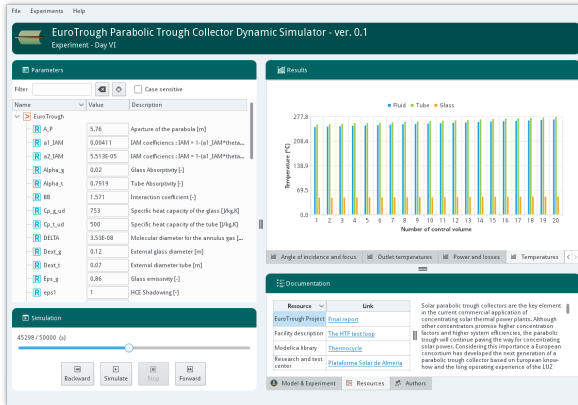 File Experiments Help
EuroTrough Parabolic Trough Collector Dynamic Simulator - ver. 0.1
Experiment - Day VI
Parameters
Filter Case sensitive
Name Value Description
EuroTrough
R A_P 5,76 Aperture of the parabola [m]
R a1_IAM 0,00411 IAM coefficiencs : IAM = 1-(a1_IAM*theta...
R a2_IAM 5,513E-05 IAM coefficiencs : IAM = 1-(a1_IAM*theta...
R Alpha_g 0,02 Glass Absorptivity [-]
R Alpha_t 0,7919 Tube Absorptivity [-]
R BB 1,571 Interaction coefficient [-]
R Cp_g_ud 753 Specific heat capacity of the glass [J/kg.K]
R Cp_t_ud 500 Specific heat capacity of the tube [J/kg.K]
R DELTA 3,53E-08 Molecular diameter for the annulus gas [...
R Dext_g 0,12 External glass diameter [m]
R Dext_t 0,07 External diameter tube [m]
R Eps_g 0,86 Glass emissivity [-]
R eps1 1 HCE Shadowing [-]
Simulation
45298 / 50000 (s)
Backward Simulate Stop Forward
Results
Fluid Tube Glass
Temperature (°C)
277.8
208.4
138.9
69.5
0.0
1 2 3 4 5 6 7 8 9 10 11 12 13 14 15 16 17 18 19 20
Number of control volume
Angle of incidence and focus Outlet temperatures Power and losses Temperatures
Documentation
Resource Link
EuroTrough Project Final report
Facility description The HTF test loop
Modelica library Thermocycle
Research and test center Plataforma Solar de Almería
Solar parabolic trough collectors are the key element
in the current commercial application of
concentrating solar thermal power plants. Although
other concentrators promise higher concentration
factors and higher system efficiencies, the parabolic
trough will continue paving the way for concentrating
solar power. Considering this importance a European
consortium has developed the next generation of a
parabolic trough collector based on European know-
how and the long operating experience of the LUZ
Model & Experiment Resources Authors